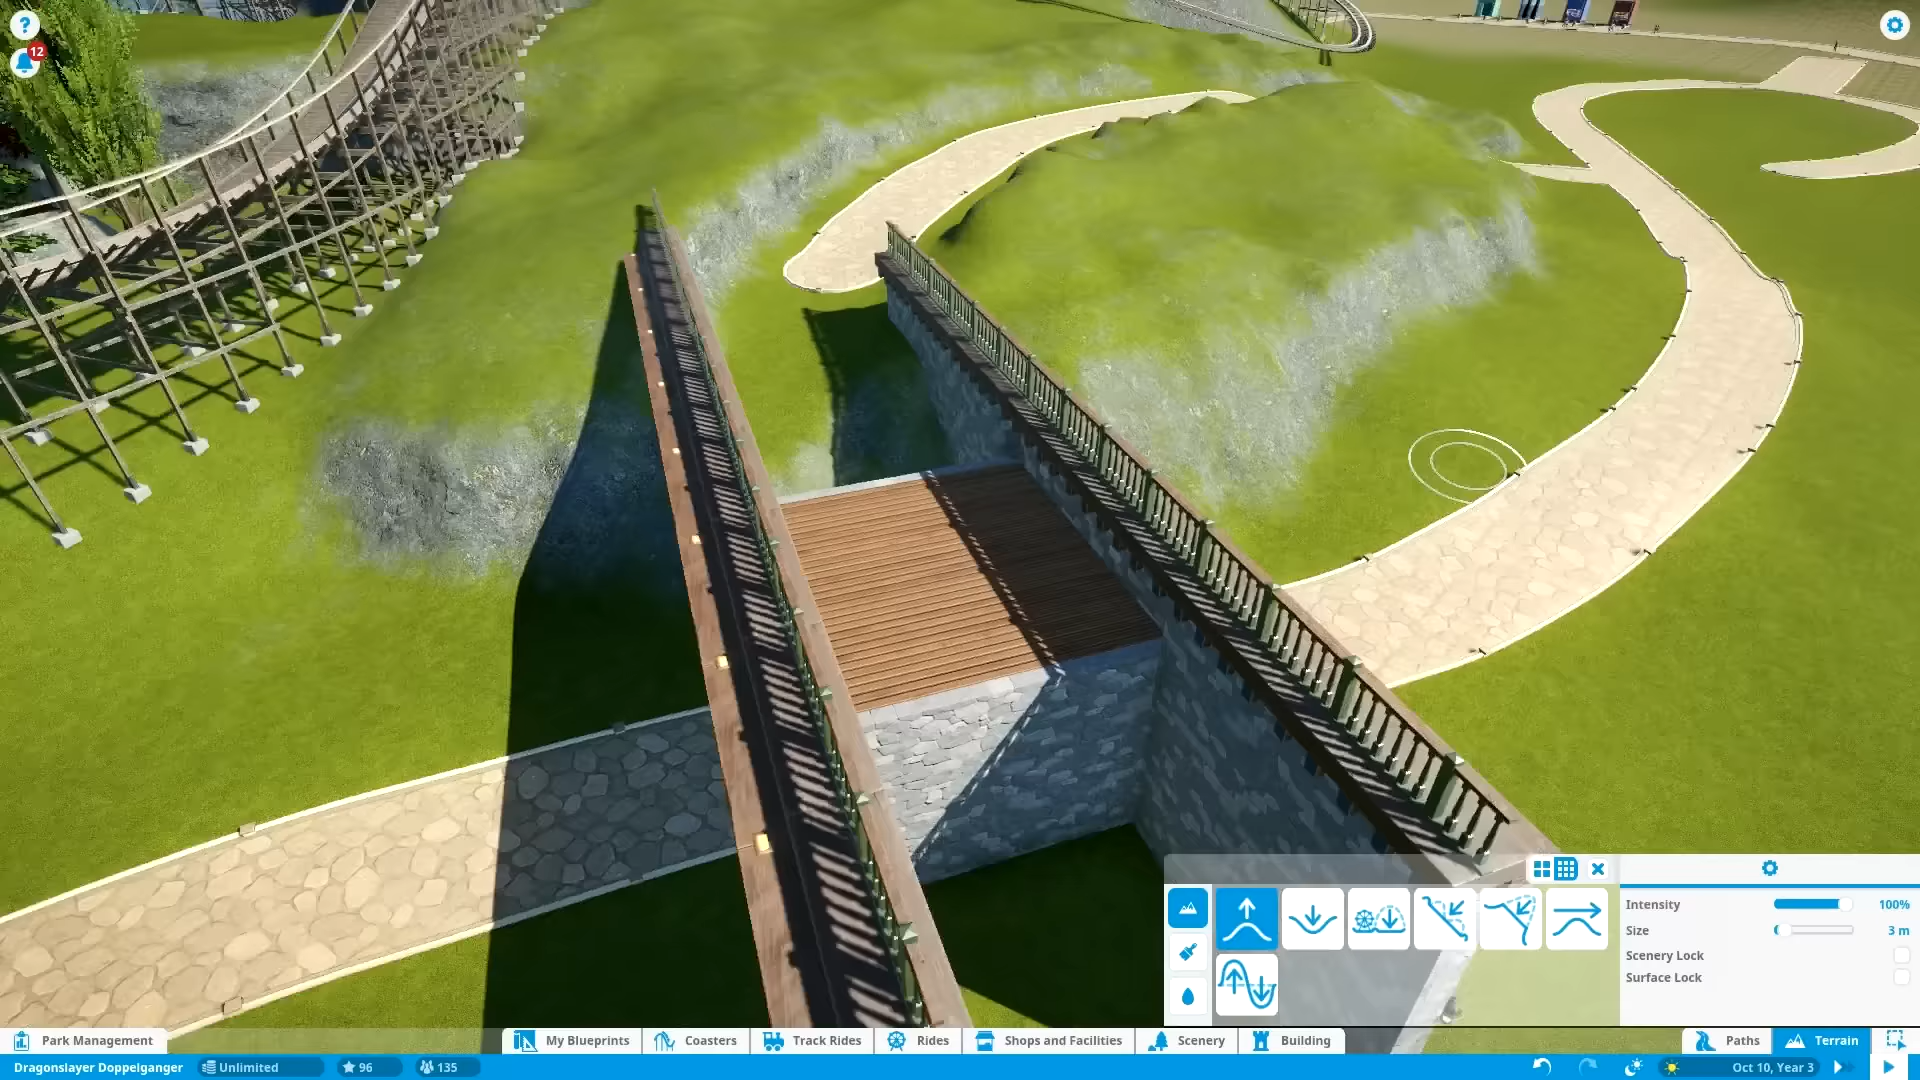 ?
12
Intensity 100%
Size 3 m
Scenery Lock
Surface Lock
Park Management
My Blueprints
Coasters
Track Rides
Rides
Shops and Facilities
Scenery
Building
Paths
Terrain
Dragonslayer Doppelganger
Unlimited
96
135
Oct 10, Year 3